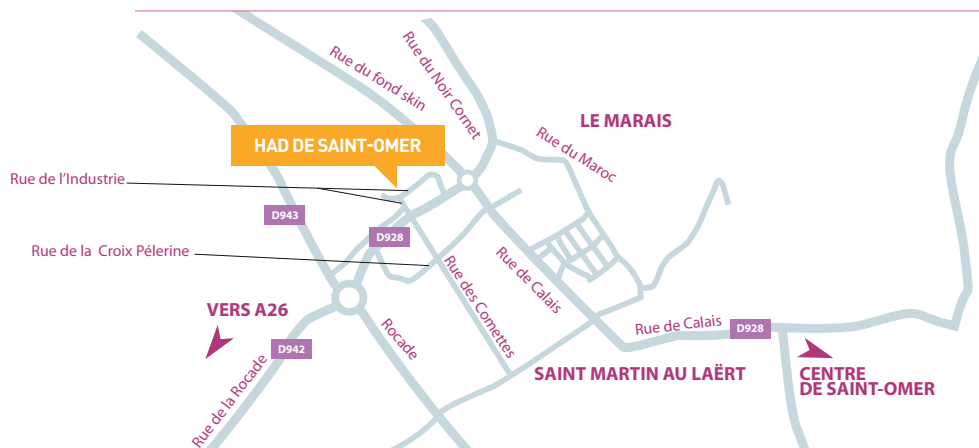 Rue du fond skin
Rue du Noir Cornet
LE MARAIS
HAD DE SAINT-OMER
Rue du Maroc
Rue de l'Industrie
D943
D928
Rue de la Croix Pélerine
Rue des Cornettes
Rue de Calais
VERS A26
Rocade
Rue de Calais
D928
D942
SAINT MARTIN AU LAËRT
CENTRE
DE SAINT-OMER
Rue de la Rocade